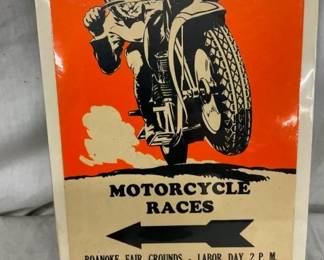 MOTORCYCLE
RACES
ROANOKE FAIR GROUNDS - LABOR DAY 2 P.M.